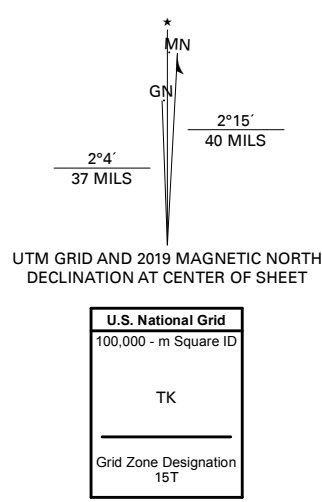 ★
MN
GN
2°15´
40 MILS
2°4´
37 MILS
UTM GRID AND 2019 MAGNETIC NORTH
DECLINATION AT CENTER OF SHEET
U.S. National Grid
100,000 - m Square ID
TK
Grid Zone Designation
15T